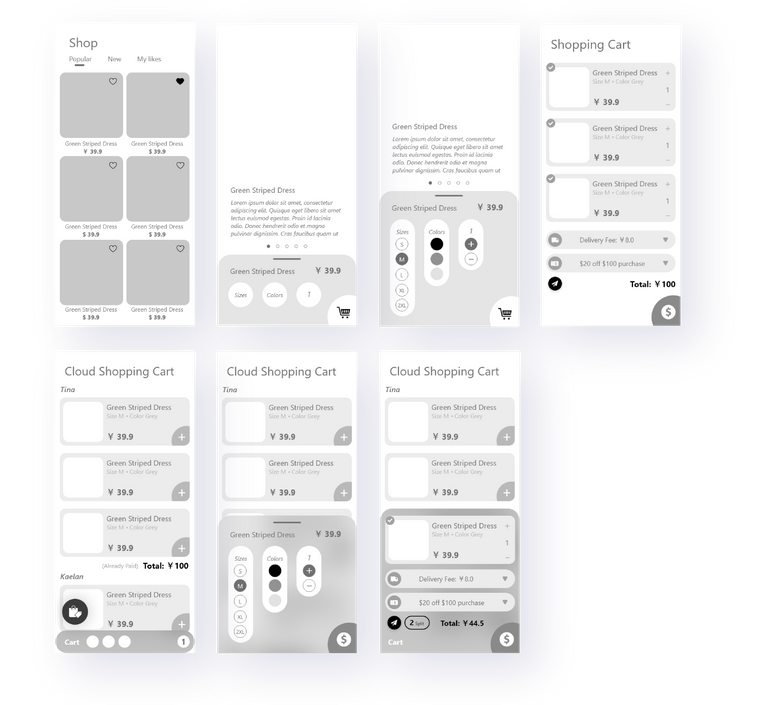 Shop
Popular New My likes
Green Striped Dress Green Striped Dress
¥ 39.9 $ 39.9
Green Striped Dress Green Striped Dress
$ 39.9 $ 39.9
Green Striped Dress Green Striped Dress
$ 39.9 $ 39.9
Green Striped Dress
Lorem ipsum dolor sit amet, consectetur
adipiscing elit. Quisque eget libero sit amet
lectus euismod egestas. Proin id lacinia
odio. Donec hendrerit odio et magna
pulvinar dignissim. Cras faucibus quam ut
Green Striped Dress ¥ 39.9
Sizes Colors 1
Green Striped Dress
Lorem ipsum dolor sit amet, consectetur
adipiscing elit. Quisque eget libero sit amet
lectus euismod egestas. Proin id lacinia
odio. Donec hendrerit odio et magna
pulvinar dignissim. Cras faucibus quam ut
Green Striped Dress ¥ 39.9
Sizes Colors 1
S +
M −
L
XL
2XL
Shopping Cart
Green Striped Dress +
Size M • Color Grey
1
¥ 39.9 −
Green Striped Dress +
Size M • Color Grey
1
¥ 39.9 −
Green Striped Dress +
Size M • Color Grey
1
¥ 39.9 −
Delivery Fee: ¥8.0
$20 off $100 purchase
Total: ¥100
$
Cloud Shopping Cart
Tina
Green Striped Dress
Size M • Color Grey
¥ 39.9 +
Green Striped Dress
Size M • Color Grey
¥ 39.9 +
Green Striped Dress
Size M • Color Grey
¥ 39.9 +
(Already Paid) Total: ¥100
Kaelan
Green Striped Dress
Size M • Color Grey
¥ 39.9 +
Cart 1
Cloud Shopping Cart
Tina
Green Striped Dress
Size M • Color Grey
¥ 39.9 +
Green Striped Dress
Size M • Color Grey
¥ 39.9 +
Green Striped Dress ¥ 39.9
Sizes Colors 1
S +
M −
L
XL
2XL
$
Cloud Shopping Cart
Tina
Green Striped Dress
Size M • Color Grey
¥ 39.9 +
Green Striped Dress
Size M • Color Grey
¥ 39.9 +
Green Striped Dress +
Size M • Color Grey
1
¥ 39.9 −
Delivery Fee: ¥8.0
$20 off $100 purchase
2 Split Total: ¥44.5
Cart $